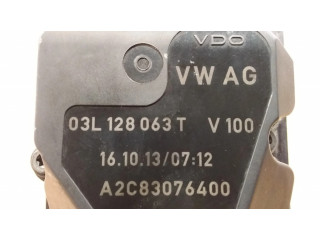 VDO
VW AG
03L 128 063 T V 100
16.10.13/07:12
A2C83076400